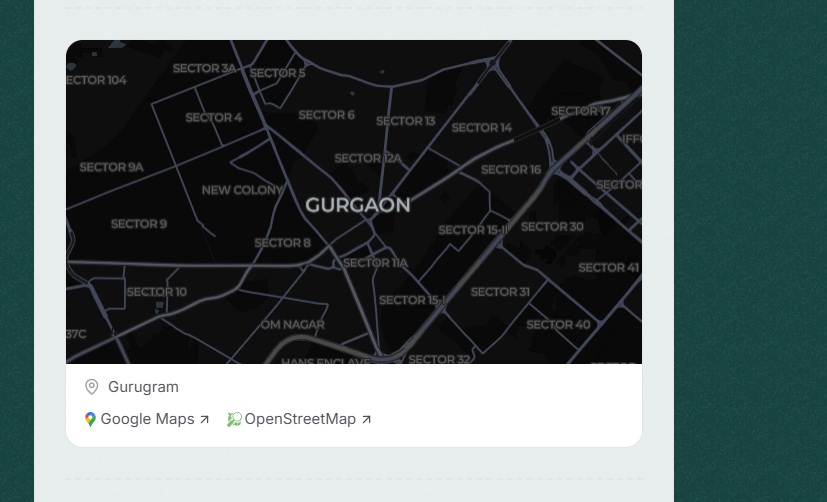 SECTOR 3A
SECTOR 5
ECTOR 104
SECTOR 4
SECTOR 6
SECTOR 13
SECTOR 14
SECTOR 17
IFFC
SECTOR 12A
SECTOR 9A
SECTOR 16
NEW COLONY
SECTOR
GURGAON
SECTOR 9
SECTOR 15-II
SECTOR 30
SECTOR 8
SECTOR 11A
SECTOR 41
SECTOR 10
SECTOR 15-I
SECTOR 31
37C
OM NAGAR
SECTOR 40
HANS ENCLAVE
SECTOR 32
Gurugram
Google Maps
OpenStreetMap